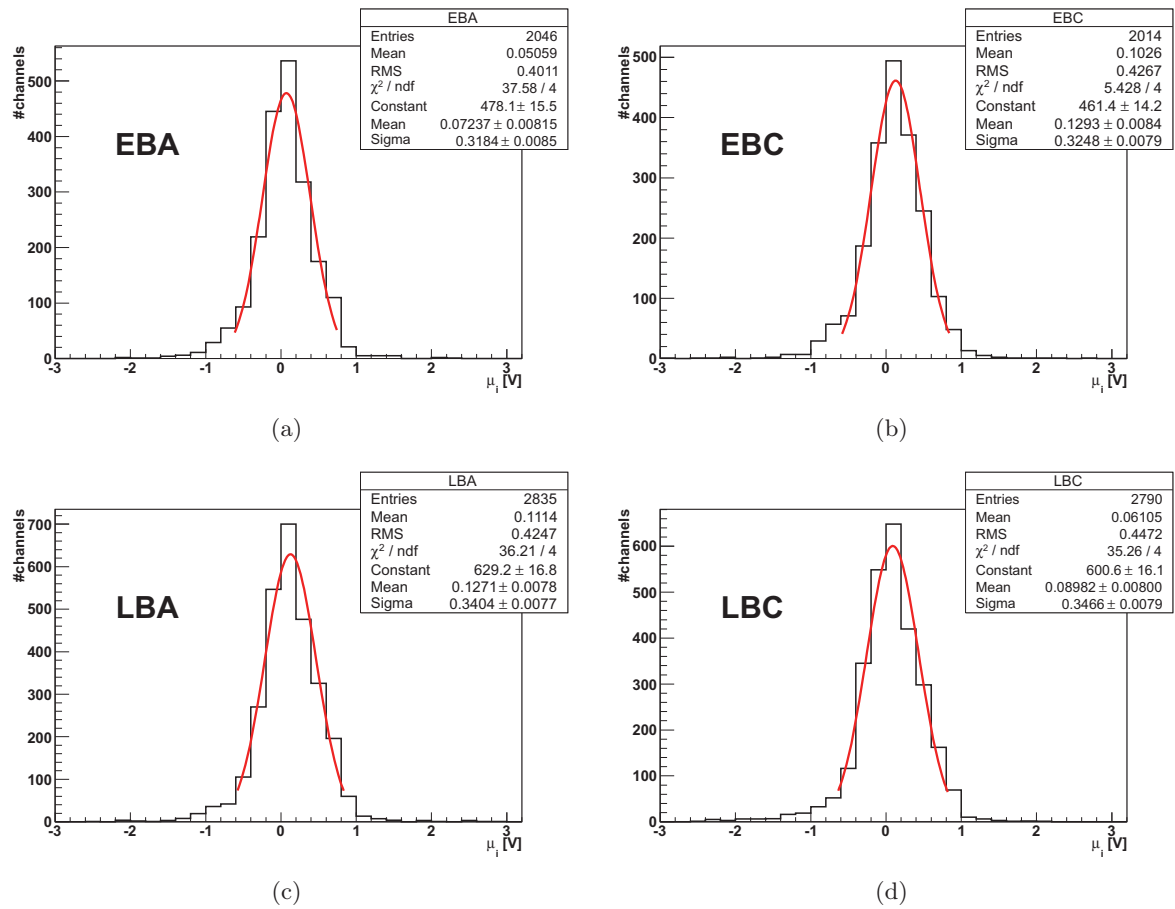 EBA
Entries 2046
Mean 0.05059
RMS 0.4011
χ² / ndf 37.58 / 4
Constant 478.1 ± 15.5
Mean 0.07237 ± 0.00815
Sigma 0.3184 ± 0.0085
#channels
500
400
300
200
100
0
EBA
-3 -2 -1 0 1 2 3
μi [V]
(a)
EBC
Entries 2014
Mean 0.1026
RMS 0.4267
χ² / ndf 5.428 / 4
Constant 461.4 ± 14.2
Mean 0.1293 ± 0.0084
Sigma 0.3248 ± 0.0079
#channels
500
400
300
200
100
0
EBC
-3 -2 -1 0 1 2 3
μi [V]
(b)
LBA
Entries 2835
Mean 0.1114
RMS 0.4247
χ² / ndf 36.21 / 4
Constant 629.2 ± 16.8
Mean 0.1271 ± 0.0078
Sigma 0.3404 ± 0.0077
#channels
700
600
500
400
300
200
100
0
LBA
-3 -2 -1 0 1 2 3
μi [V]
(c)
LBC
Entries 2790
Mean 0.06105
RMS 0.4472
χ² / ndf 35.26 / 4
Constant 600.6 ± 16.1
Mean 0.08982 ± 0.00800
Sigma 0.3466 ± 0.0079
#channels
600
500
400
300
200
100
0
LBC
-3 -2 -1 0 1 2 3
μi [V]
(d)